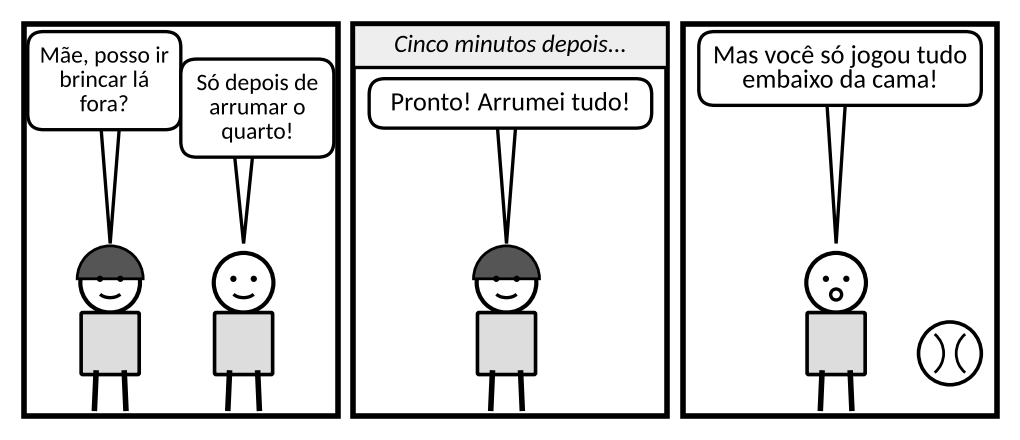 Mãe, posso ir
brincar lá
fora?
Só depois de
arrumar o
quarto!
Cinco minutos depois...
Pronto! Arrumei tudo!
Mas você só jogou tudo
embaixo da cama!